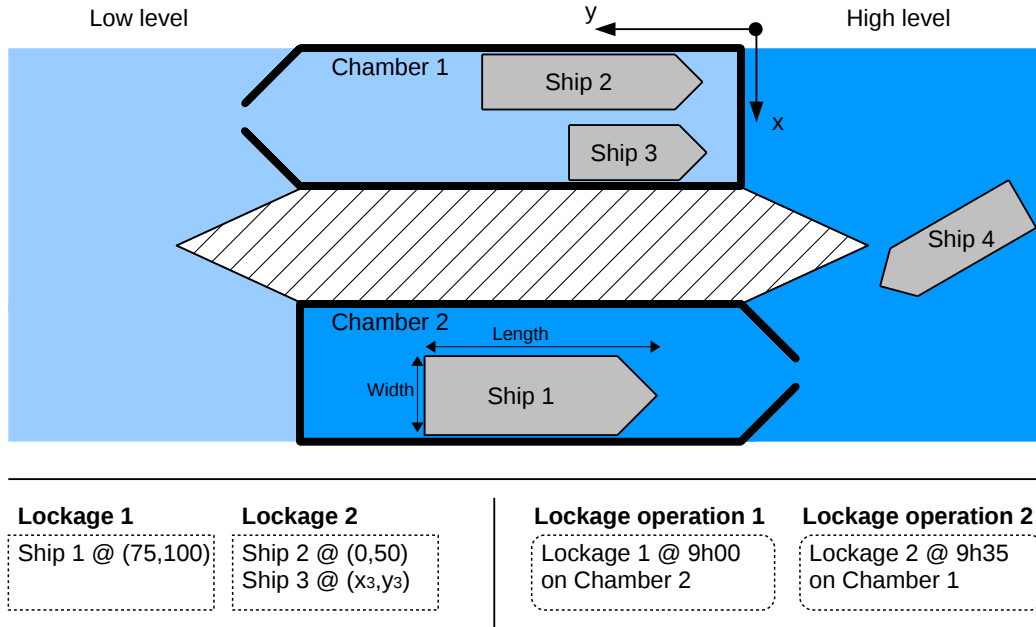 Low level
y
High level
Chamber 1
Ship 2
x
Ship 3
Ship 4
Chamber 2
Length
Width
Ship 1
Lockage 1
Ship 1 @ (75,100)
Lockage 2
Ship 2 @ (0,50)
Ship 3 @ (x3,y3)
Lockage operation 1
Lockage 1 @ 9h00
on Chamber 2
Lockage operation 2
Lockage 2 @ 9h35
on Chamber 1